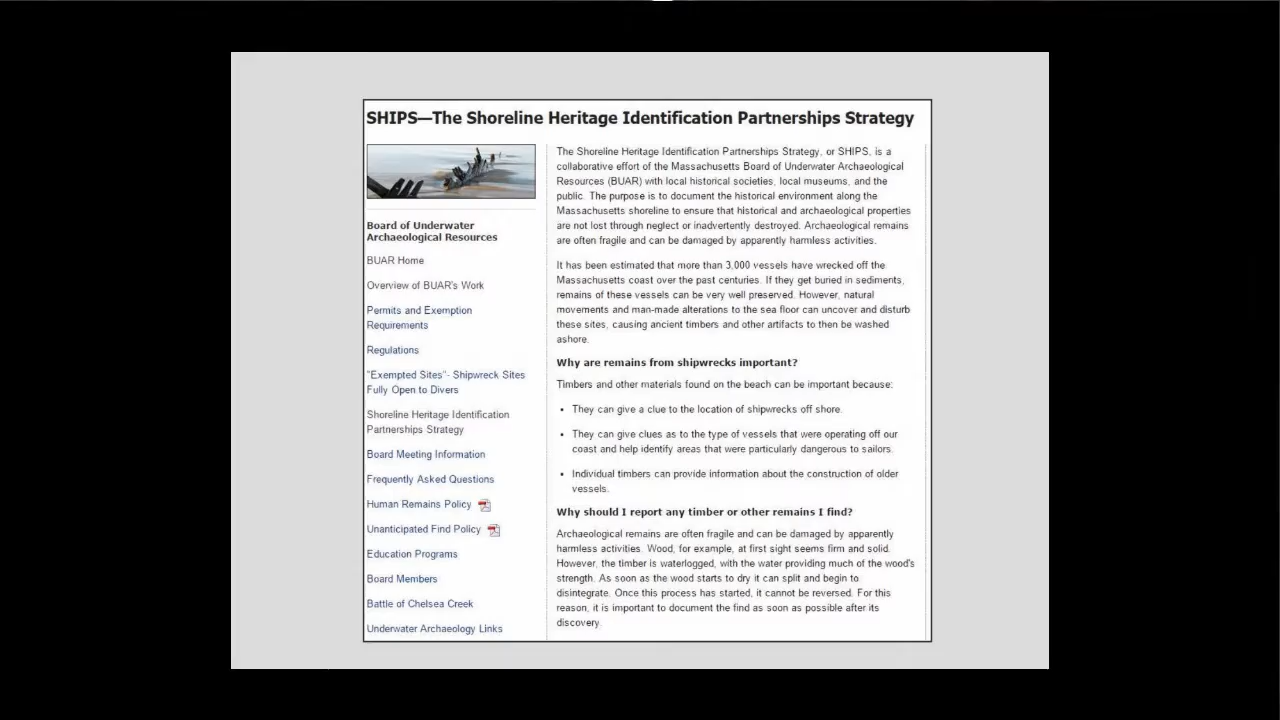 SHIPS—The Shoreline Heritage Identification Partnerships Strategy
Board of Underwater
Archaeological Resources
BUAR Home
Overview of BUAR's Work
Permits and Exemption
Requirements
Regulations
"Exempted Sites"- Shipwreck Sites
Fully Open to Divers
Shoreline Heritage Identification
Partnerships Strategy
Board Meeting Information
Frequently Asked Questions
Human Remains Policy
Unanticipated Find Policy
Education Programs
Board Members
Battle of Chelsea Creek
Underwater Archaeology Links
The Shoreline Heritage Identification Partnerships Strategy, or SHIPS, is a
collaborative effort of the Massachusetts Board of Underwater Archaeological
Resources (BUAR) with local historical societies, local museums, and the
public. The purpose is to document the historical environment along the
Massachusetts shoreline to ensure that historical and archaeological properties
are not lost through neglect or inadvertently destroyed. Archaeological remains
are often fragile and can be damaged by apparently harmless activities.
It has been estimated that more than 3,000 vessels have wrecked off the
Massachusetts coast over the past centuries. If they get buried in sediments,
remains of these vessels can be very well preserved. However, natural
movements and man-made alterations to the sea floor can uncover and disturb
these sites, causing ancient timbers and other artifacts to then be washed
ashore.
Why are remains from shipwrecks important?
Timbers and other materials found on the beach can be important because:
• They can give a clue to the location of shipwrecks off shore.
• They can give clues as to the type of vessels that were operating off our
coast and help identify areas that were particularly dangerous to sailors.
• Individual timbers can provide information about the construction of older
vessels.
Why should I report any timber or other remains I find?
Archaeological remains are often fragile and can be damaged by apparently
harmless activities. Wood, for example, at first sight seems firm and solid.
However, the timber is waterlogged, with the water providing much of the wood's
strength. As soon as the wood starts to dry it can split and begin to
disintegrate. Once this process has started, it cannot be reversed. For this
reason, it is important to document the find as soon as possible after its
discovery.